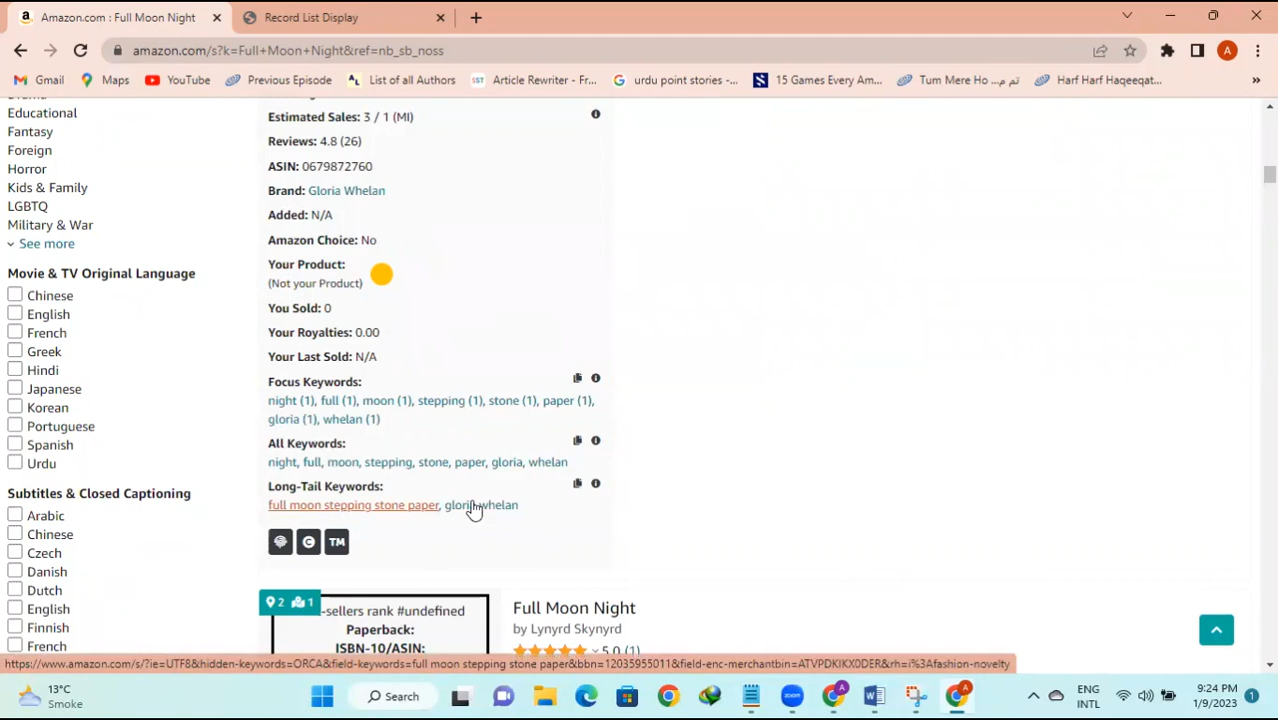 Amazon.com : Full Moon Night
Record List Display
amazon.com/s?k=Full+Moon+Night&ref=nb_sb_noss
A
Gmail
Maps
YouTube
Previous Episode
List of all Authors
Article Rewriter - Fr...
urdu point stories -...
15 Games Every Am...
Tum Mere Ho تم م...
Harf Harf Haqeeqat...
»
Educational
Fantasy
Foreign
Horror
Kids & Family
LGBTQ
Military & War
See more
Movie & TV Original Language
Chinese
English
French
Greek
Hindi
Japanese
Korean
Portuguese
Spanish
Urdu
Subtitles & Closed Captioning
Arabic
Chinese
Czech
Danish
Dutch
English
Finnish
French
Estimated Sales: 3 / 1 (MI)
Reviews: 4.8 (26)
ASIN: 0679872760
Brand: Gloria Whelan
Added: N/A
Amazon Choice: No
Your Product:
(Not your Product)
You Sold: 0
Your Royalties: 0.00
Your Last Sold: N/A
Focus Keywords:
night (1), full (1), moon (1), stepping (1), stone (1), paper (1),
gloria (1), whelan (1)
All Keywords:
night, full, moon, stepping, stone, paper, gloria, whelan
Long-Tail Keywords:
full moon stepping stone paper, gloria whelan
C
TM
2 1
-sellers rank #undefined
Paperback:
ISBN-10/ASIN:
Full Moon Night
by Lynyrd Skynyrd
5.0 (1)
https://www.amazon.com/s/?ie=UTF8&hidden-keywords=ORCA&field-keywords=full moon stepping stone paper&bbn=12035955011&field-enc-merchantbin=ATVPDKIKX0DER&rh=i%3Afashion-novelty
13°C
Smoke
Search
ENG
INTL
9:24 PM
1/9/2023
1